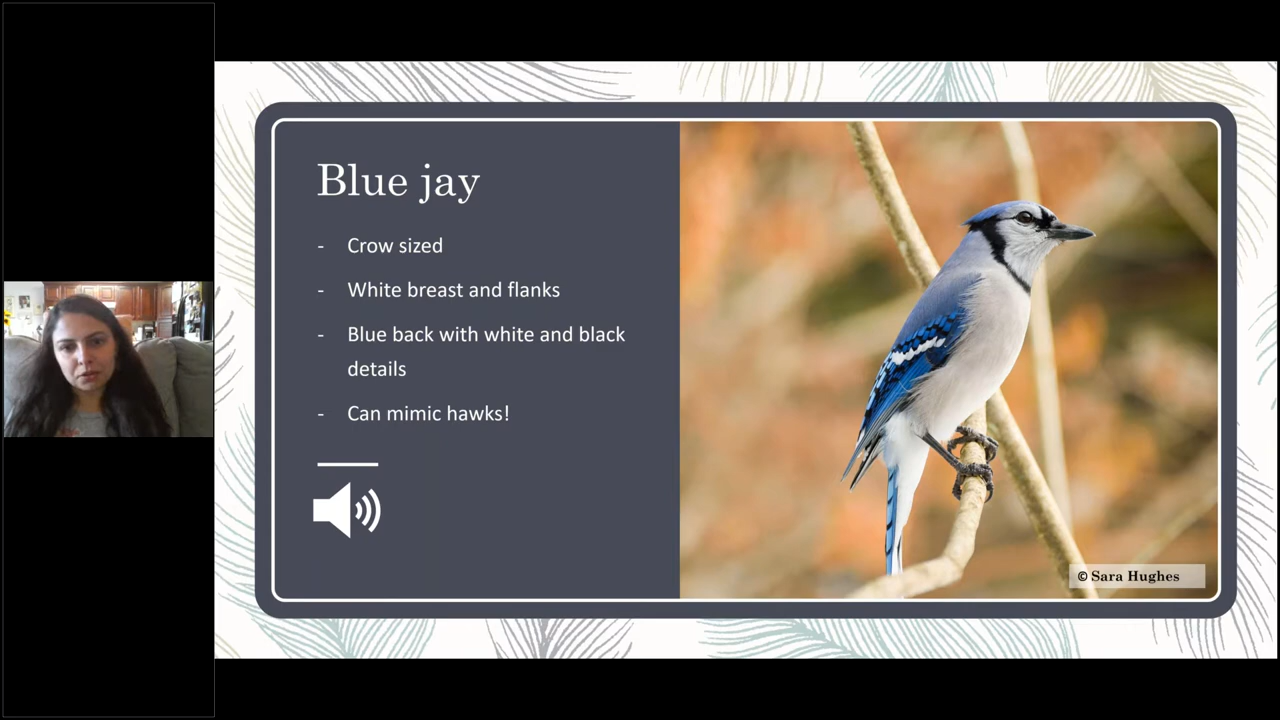 Blue jay
- Crow sized
- White breast and flanks
- Blue back with white and black
details
- Can mimic hawks!
© Sara Hughes